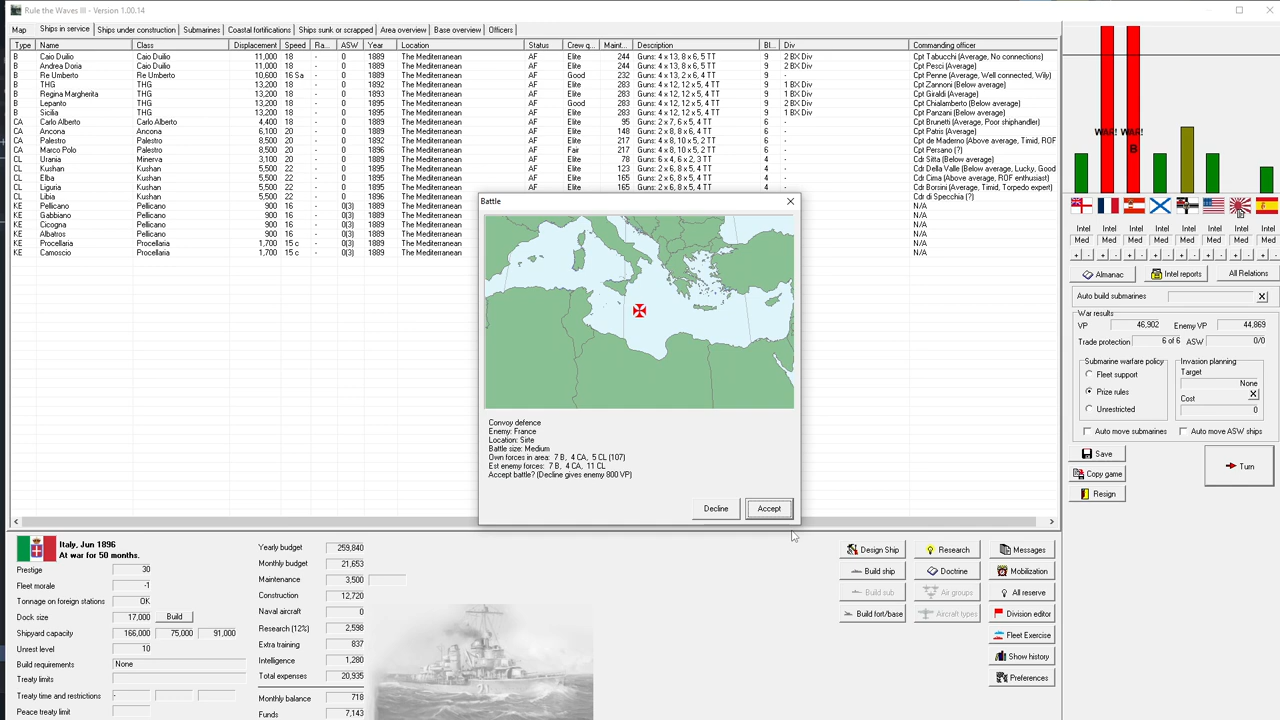 Rule the Waves III - Version 1.00.14
Map Ships in service Ships under construction Submarines Coastal fortifications Ships sunk or scrapped Area overview Base overview Officers
Type Name Class Displacement Speed Ra... ASW Year Location Status Crew q... Maint... Description Bl... Div Commanding officer
B Caio Duilio Caio Duilio 11,000 18 - 0 1889 The Mediterranean AF Elite 244 Guns: 4 x 13, 8 x 6, 5 TT 9 2 BX Div Cpt Tabucchi (Average, No connections)
B Andrea Doria Caio Duilio 11,000 18 - 0 1889 The Mediterranean AF Elite 244 Guns: 4 x 13, 8 x 6, 5 TT 9 2 BX Div Cpt Pesci (Average)
B Re Umberto Re Umberto 10,600 16 Sa - 0 1889 The Mediterranean AF Good 232 Guns: 4 x 13, 2 x 6, 4 TT 9 - Cpt Penne (Average, Well connected, Wily)
B THG THG 13,200 18 - 0 1892 The Mediterranean AF Elite 283 Guns: 4 x 12, 12 x 5, 4 TT 9 1 BX Div Cpt Zannoni (Below average)
B Regina Margherita THG 13,200 18 - 0 1893 The Mediterranean AF Elite 283 Guns: 4 x 12, 12 x 5, 4 TT 9 1 BX Div Cpt Giraldi (Average)
B Lepanto THG 13,200 18 - 0 1895 The Mediterranean AF Good 283 Guns: 4 x 12, 12 x 5, 4 TT 9 2 BX Div Cpt Chialamberto (Below average)
B Sicilia THG 13,200 18 - 0 1895 The Mediterranean AF Elite 283 Guns: 4 x 12, 12 x 5, 4 TT 9 1 BX Div Cpt Panzani (Below average)
CA Carlo Alberto Carlo Alberto 4,400 18 - 0 1889 The Mediterranean AF Elite 95 Guns: 2 x 7, 6 x 5, 4 TT 6 - Cpt Brunetti (Average, Poor shiphandler)
CA Ancona Ancona 6,100 20 - 0 1889 The Mediterranean AF Elite 148 Guns: 2 x 8, 8 x 6, 4 TT 6 - Cpt Patris (Average)
CA Palestro Palestro 8,500 20 - 0 1895 The Mediterranean AF Elite 217 Guns: 4 x 8, 10 x 5, 2 TT 6 - Cpt de Maderno (Above average, Timid, ROF
CA Marco Polo Palestro 8,500 20 - 0 1896 The Mediterranean AF Fair 217 Guns: 4 x 8, 10 x 5, 2 TT 6 - Cpt Persano (?)
CL Urania Minerva 3,100 20 - 0 1889 The Mediterranean AF Elite 78 Guns: 6 x 4, 6 x 2, 3 TT 4 - Cdr Sitta (Below average)
CL Kushan Kushan 5,500 22 - 0 1889 The Mediterranean AF Elite 123 Guns: 2 x 6, 8 x 5, 4 TT 4 - Cdr Della Valle (Below average, Lucky, Good
CL Elba Kushan 5,500 22 - 0 1895 The Mediterranean AF Elite 165 Guns: 2 x 6, 8 x 5, 4 TT 4 - Cdr Cima (Above average, ROF enthusiast)
CL Liguria Kushan 5,500 22 - 0 1895 The Mediterranean AF Elite 165 Guns: 2 x 6, 8 x 5, 4 TT 4 - Cdr Borsini (Average, Timid, Torpedo expert)
CL Libia Kushan 5,500 22 - 0 1896 The Mediterranean Cdr di Specchia (?)
KE Pellicano Pellicano 900 16 - 0(3) 1889 The Mediterranean N/A
KE Gabbiano Pellicano 900 16 - 0(3) 1889 The Mediterranean N/A
KE Cicogna Pellicano 900 16 - 0(3) 1889 The Mediterranean N/A
KE Albatros Pellicano 900 16 - 0(3) 1889 The Mediterranean N/A
KE Procellaria Procellaria 1,700 15 c - 0(3) 1889 The Mediterranean N/A
KE Camoscio Procellaria 1,700 15 c - 0(3) 1889 The Mediterranean N/A
Battle
Convoy defence
Enemy: France
Location: Sirte
Battle size: Medium
Own forces in area: 7 B, 4 CA, 5 CL (107)
Est enemy forces: 7 B, 4 CA, 11 CL
Accept battle? (Decline gives enemy 800 VP)
Decline Accept
WAR! WAR!
B
Intel Intel Intel Intel Intel Intel Intel Intel
Med Med Med Med Med Med Med Med
+ - + - + - + - + - + - + - + -
Almanac Intel reports All Relations
Auto build submarines X
War results
VP 46,902 Enemy VP 44,869
Trade protection 6 of 6 ASW 0/0
Submarine warfare policy
Fleet support
Prize rules
Unrestricted
Invasion planning
Target
None
Cost X
0
Auto move submarines Auto move ASW ships
Save
Copy game
Resign
Turn
Italy, Jun 1896
At war for 50 months.
Prestige 30
Fleet morale -1
Tonnage on foreign stations OK
Dock size 17,000 Build
Shipyard capacity 166,000 75,000 91,000
Unrest level 10
Build requirements None
Treaty limits
Treaty time and restrictions -
Peace treaty limit
Yearly budget 259,840
Monthly budget 21,653
Maintenance 3,500
Construction 12,720
Naval aircraft 0
Research (12%) 2,598
Extra training 837
Intelligence 1,280
Total expenses 20,935
Monthly balance 718
Funds 7,143
Design Ship Research Messages
Build ship Doctrine Mobilization
Build sub Air groups All reserve
Build fort/base Aircraft types Division editor
Fleet Exercise
Show history
Preferences